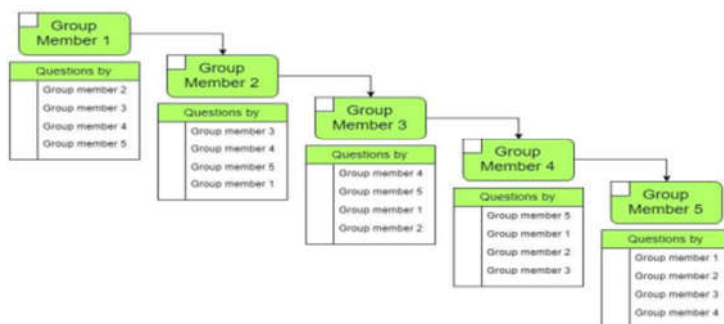 Group
Member 1
Questions by
Group member 2
Group member 3
Group member 4
Group member 5
Group
Member 2
Questions by
Group member 3
Group member 4
Group member 5
Group member 1
Group
Member 3
Questions by
Group member 4
Group member 5
Group member 1
Group member 2
Group
Member 4
Questions by
Group member 5
Group member 1
Group member 2
Group member 3
Group
Member 5
Questions by
Group member 1
Group member 2
Group member 3
Group member 4